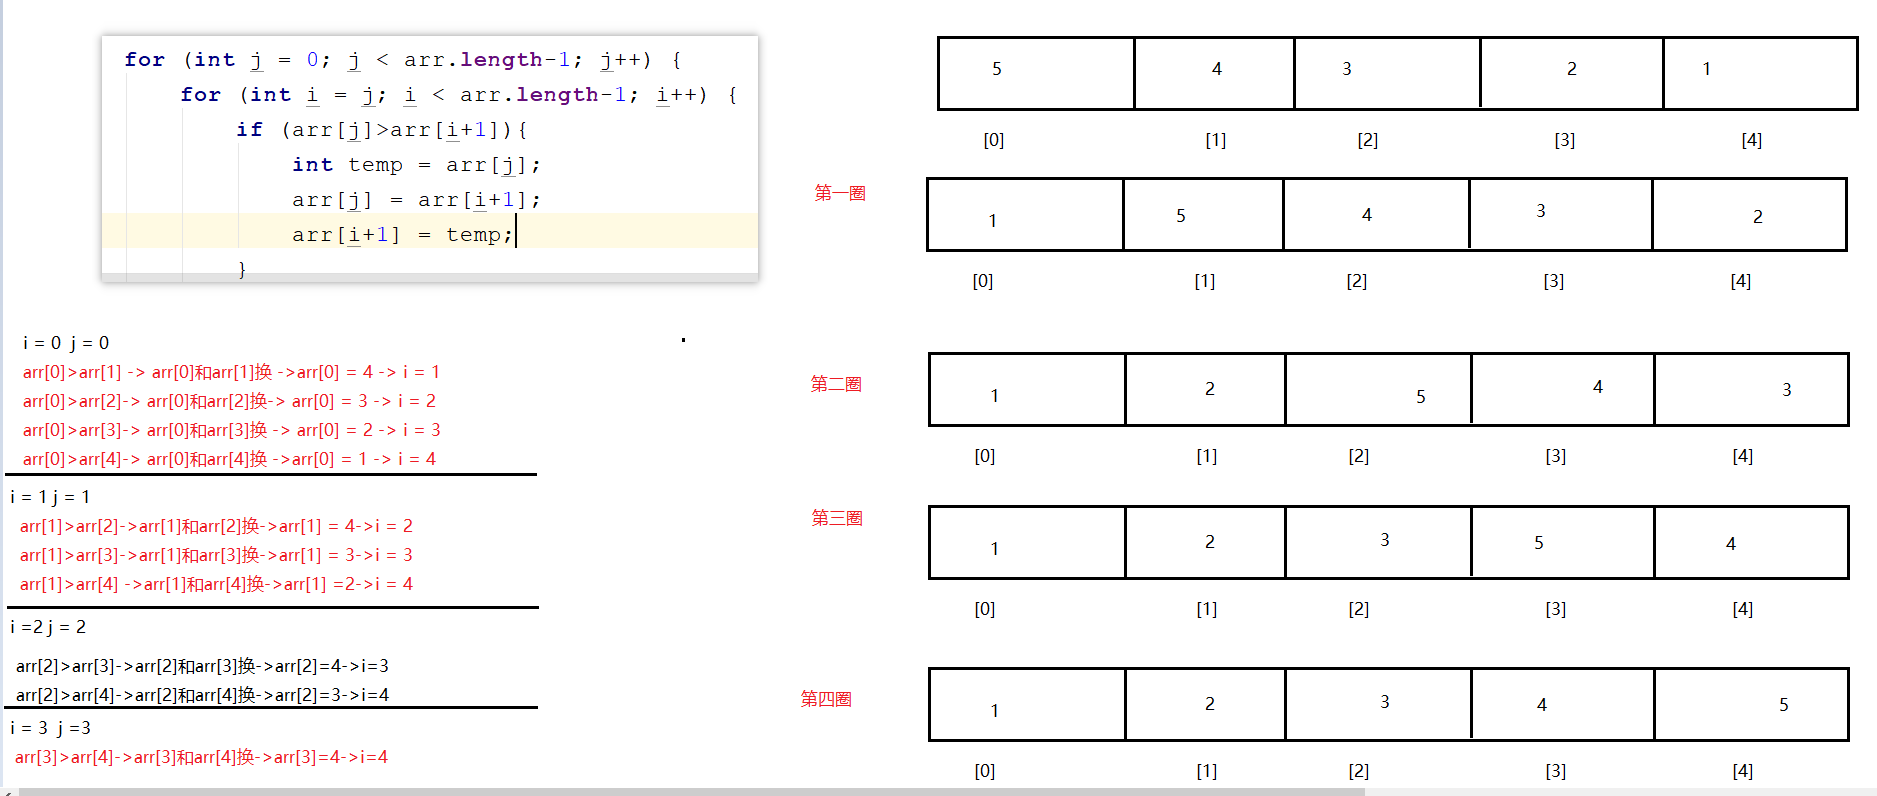 for (int j = 0; j < arr.length-1; j++) {
for (int i = j; i < arr.length-1; i++) {
if (arr[j]>arr[i+1]){
int temp = arr[j];
arr[j] = arr[i+1];
arr[i+1] = temp;
}
i = 0 j = 0
arr[0]>arr[1] -> arr[0]和arr[1]换 ->arr[0] = 4 -> i = 1
arr[0]>arr[2]-> arr[0]和arr[2]换-> arr[0] = 3 -> i = 2
arr[0]>arr[3]-> arr[0]和arr[3]换 -> arr[0] = 2 -> i = 3
arr[0]>arr[4]-> arr[0]和arr[4]换 ->arr[0] = 1 -> i = 4
i = 1 j = 1
arr[1]>arr[2]->arr[1]和arr[2]换->arr[1] = 4->i = 2
arr[1]>arr[3]->arr[1]和arr[3]换->arr[1] = 3->i = 3
arr[1]>arr[4] ->arr[1]和arr[4]换->arr[1] =2->i = 4
i =2 j = 2
arr[2]>arr[3]->arr[2]和arr[3]换->arr[2]=4->i=3
arr[2]>arr[4]->arr[2]和arr[4]换->arr[2]=3->i=4
i = 3 j =3
arr[3]>arr[4]->arr[3]和arr[4]换->arr[3]=4->i=4
5 4 3 2 1
[0] [1] [2] [3] [4]
第一圈
1 5 4 3 2
[0] [1] [2] [3] [4]
第二圈
1 2 5 4 3
[0] [1] [2] [3] [4]
第三圈
1 2 3 5 4
[0] [1] [2] [3] [4]
第四圈
1 2 3 4 5
[0] [1] [2] [3] [4]